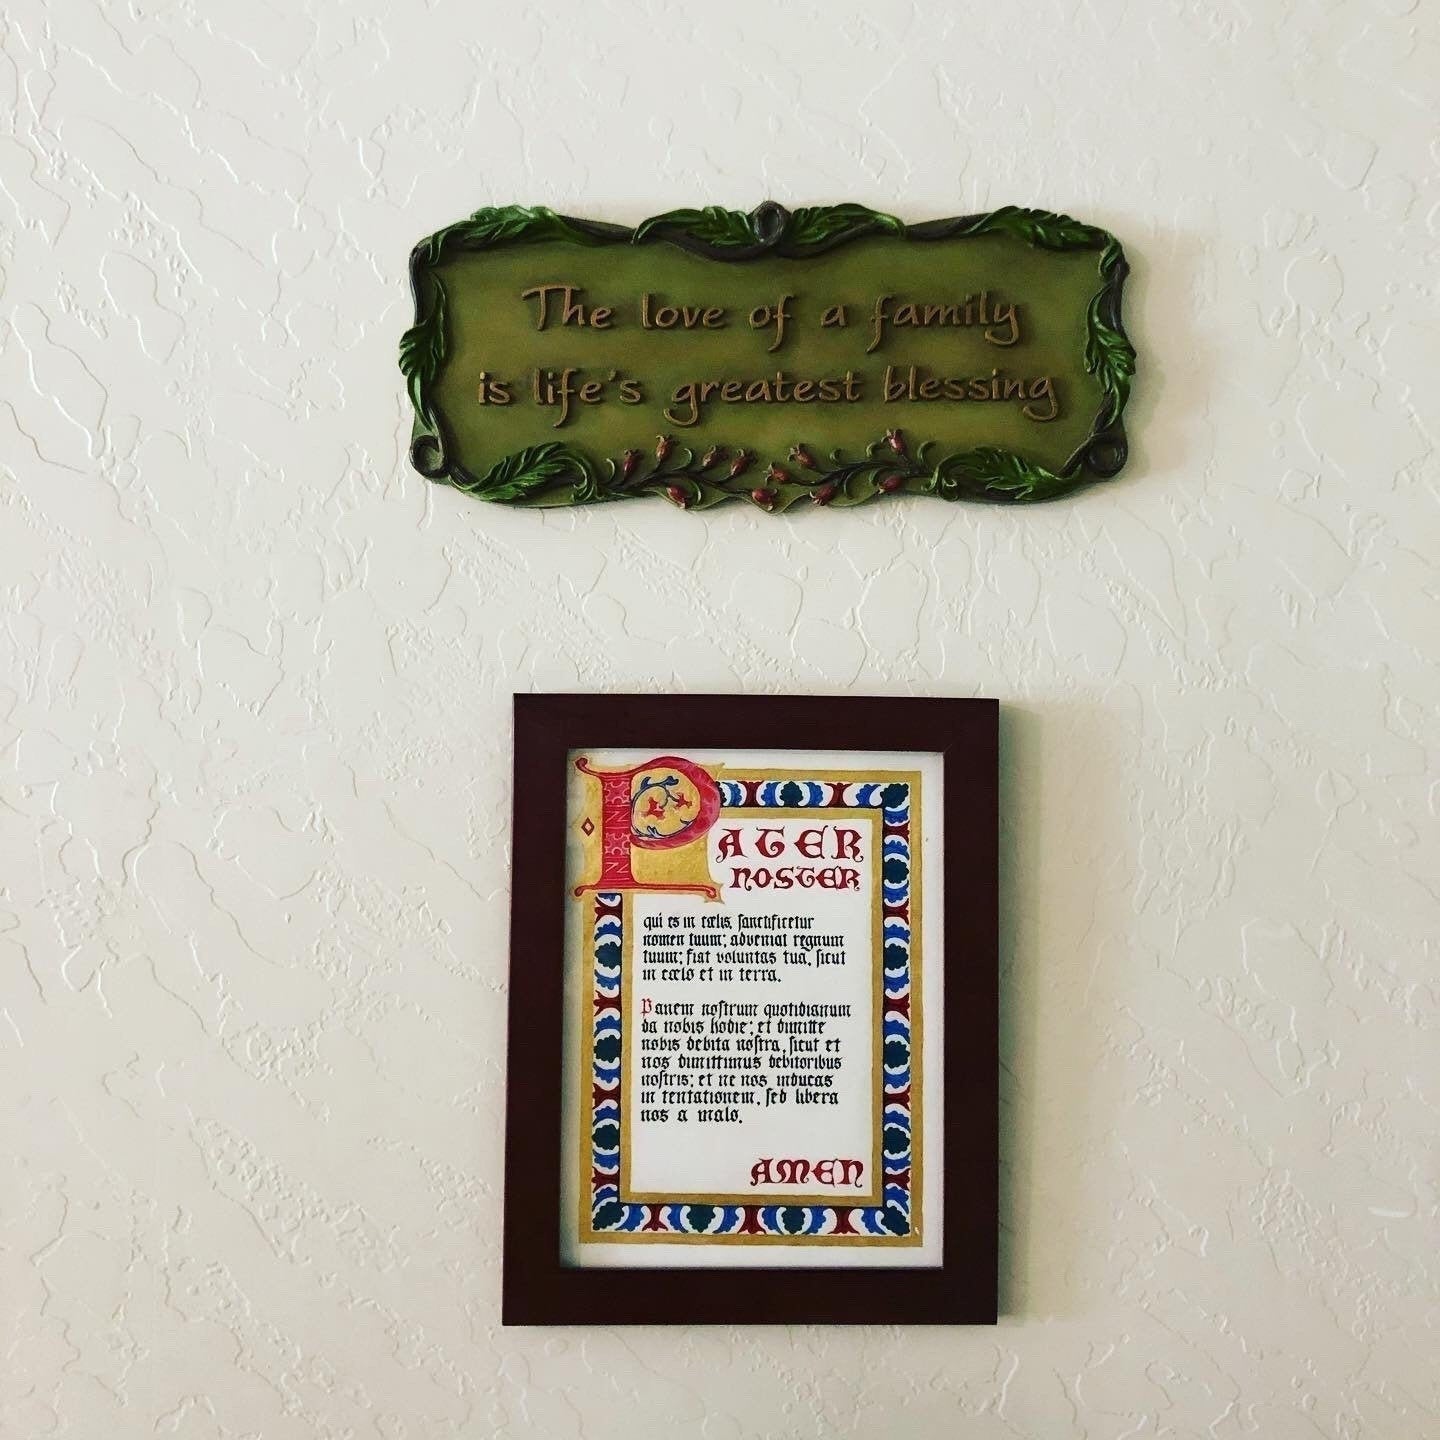 The love of a family
is life's greatest blessing
PATER
NOSTER
qui es in cœlis, sanctificetur
nomen tuum; adveniat regnum
tuum; fiat voluntas tua, sicut
in cœlo et in terra.
Panem nostrum quotidianum
da nobis hodie; et dimitte
nobis debita nostra, sicut et
nos dimittimus debitoribus
nostris; et ne nos inducas
in tentationem, sed libera
nos a malo.
AMEN